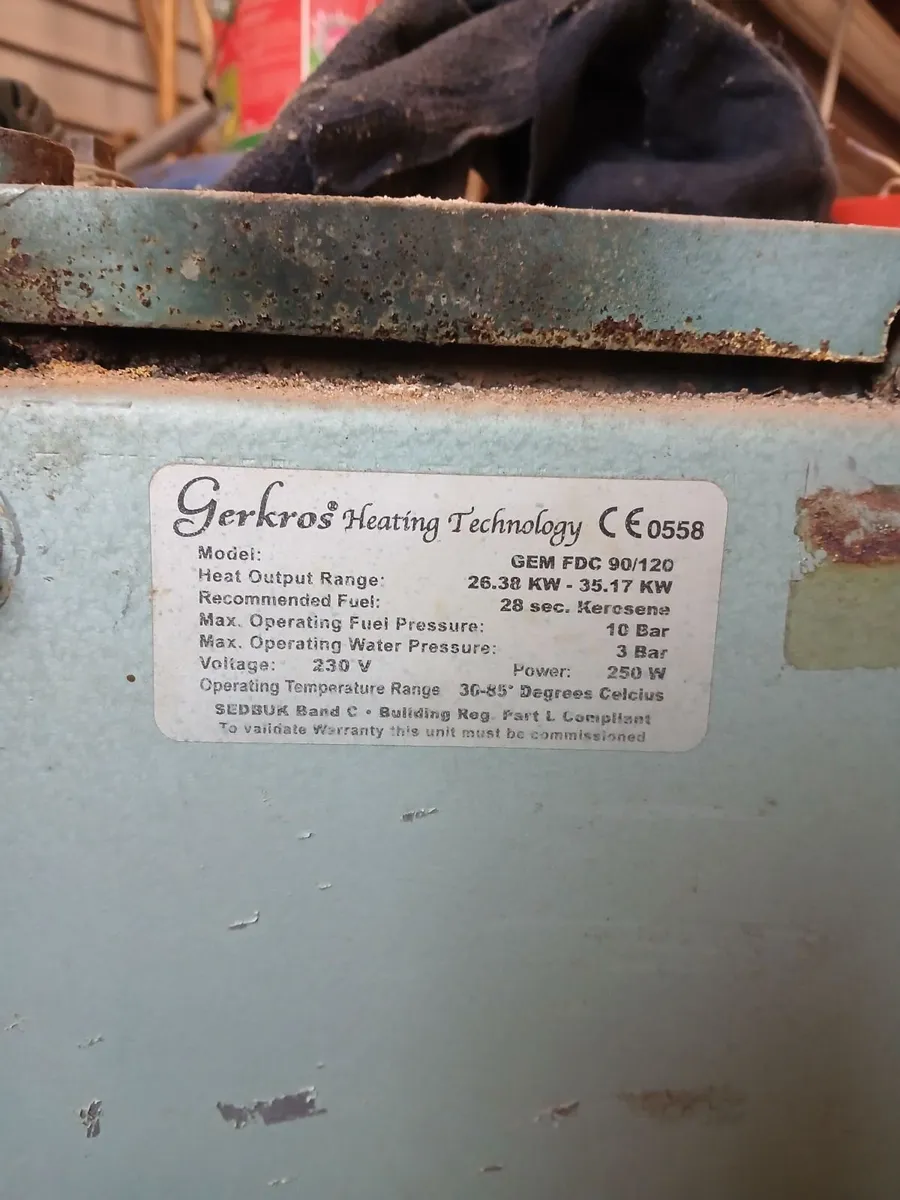 Gerkros® Heating Technology CE0558
Model: GEM FDC 90/120
Heat Output Range: 26.38 KW - 35.17 KW
Recommended Fuel: 28 sec. Kerosene
Max. Operating Fuel Pressure: 10 Bar
Max. Operating Water Pressure: 3 Bar
Voltage: 230 V Power: 250 W
Operating Temperature Range 30-85° Degrees Celcius
SEDBUK Band C • Building Reg. Part L Compliant
To validate Warranty this unit must be commissioned